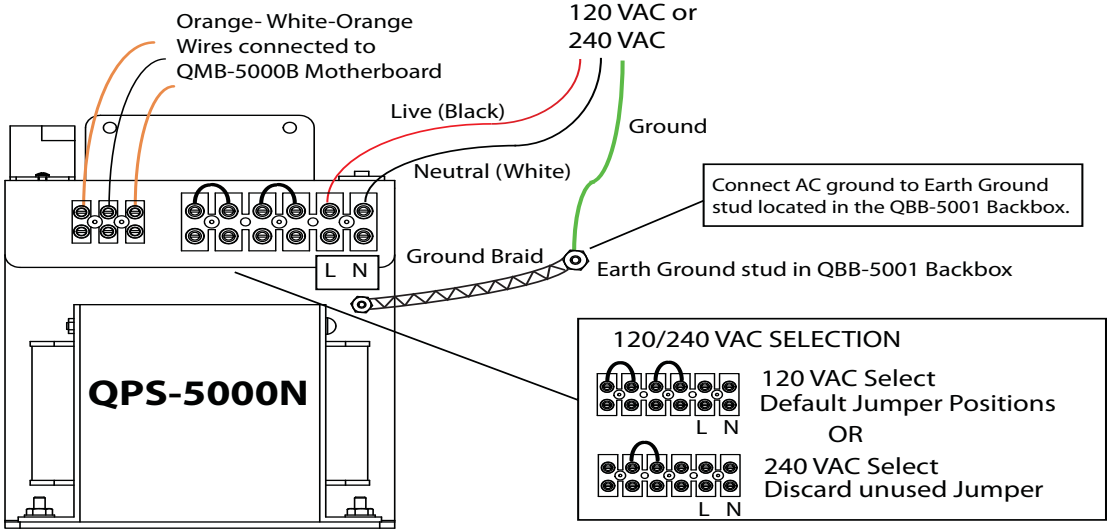 Orange- White-Orange
Wires connected to
QMB-5000B Motherboard
120 VAC or
240 VAC
Live (Black)
Ground
Neutral (White)
Connect AC ground to Earth Ground
stud located in the QBB-5001 Backbox.
Ground Braid
Earth Ground stud in QBB-5001 Backbox
L N
QPS-5000N
120/240 VAC SELECTION
120 VAC Select
Default Jumper Positions
L N
OR
240 VAC Select
Discard unused Jumper
L N